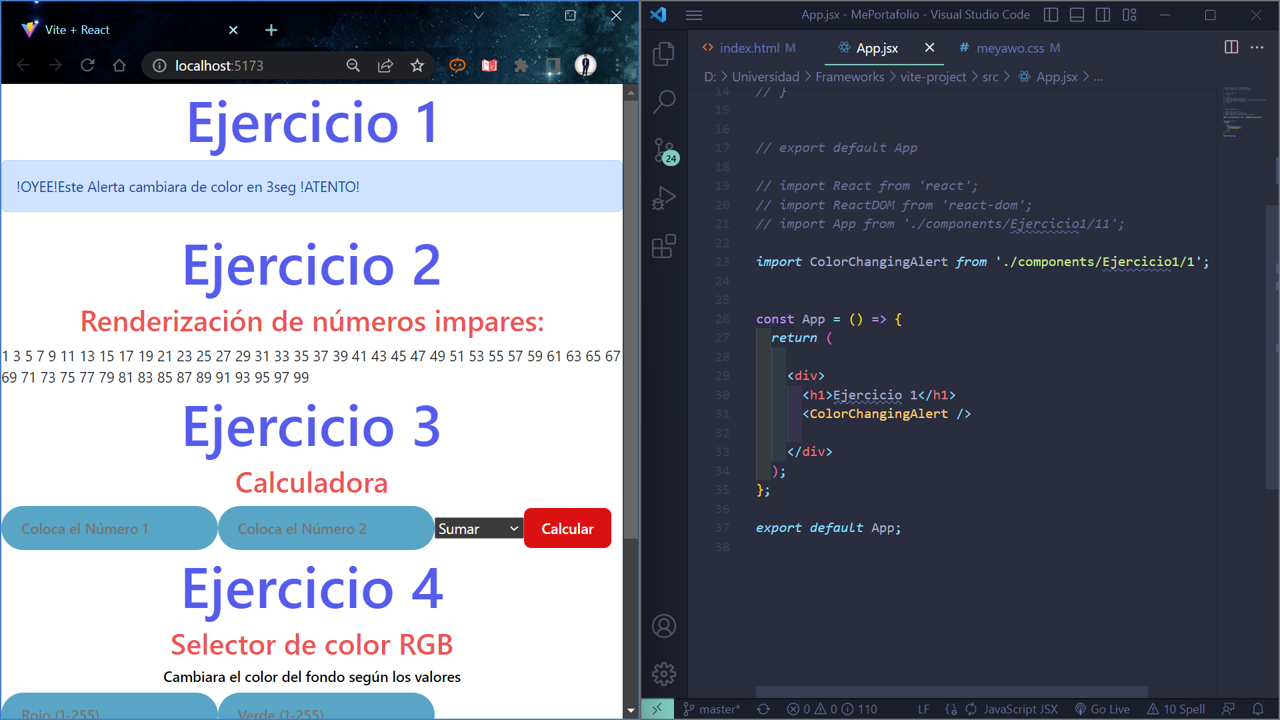 Vite + React
localhost:5173
Ejercicio 1
!OYEE!Este Alerta cambiara de color en 3seg !ATENTO!
Ejercicio 2
Renderización de números impares:
1 3 5 7 9 11 13 15 17 19 21 23 25 27 29 31 33 35 37 39 41 43 45 47 49 51 53 55 57 59 61 63 65 67
69 71 73 75 77 79 81 83 85 87 89 91 93 95 97 99
Ejercicio 3
Calculadora
Coloca el Número 1 Coloca el Número 2 Sumar Calcular
Ejercicio 4
Selector de color RGB
Cambiara el color del fondo según los valores
Rojo (1-255) Verde (1-255)
App.jsx - MePortafolio - Visual Studio Code
index.html M App.jsx meyawo.css M
D: > Universidad > Frameworks > vite-project > src > App.jsx > ...
24
14 // }
15
16
17 // export default App
18
19 // import React from 'react';
20 // import ReactDOM from 'react-dom';
21 // import App from './components/Ejercicio1/11';
22
23 import ColorChangingAlert from './components/Ejercicio1/1';
24
25
26 const App = () => {
27 return (
28
29 <div>
30 <h1>Ejercicio 1</h1>
31 <ColorChangingAlert />
32
33 </div>
34 );
35 };
36
37 export default App;
38
master* 0 0 110 LF {} JavaScript JSX Go Live 10 Spell